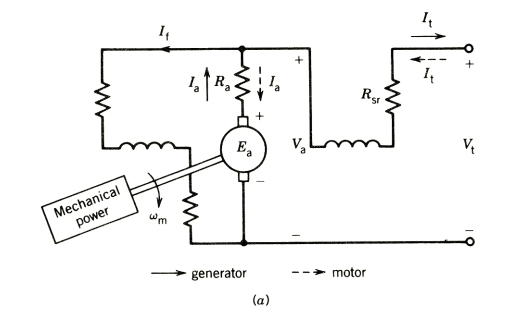 I_f
I_t
I_t
I_a
R_a
I_a
+
+
+
R_sr
E_a
V_a
V_t
Mechanical
power
ω_m
−
−
−
generator
motor
(a)